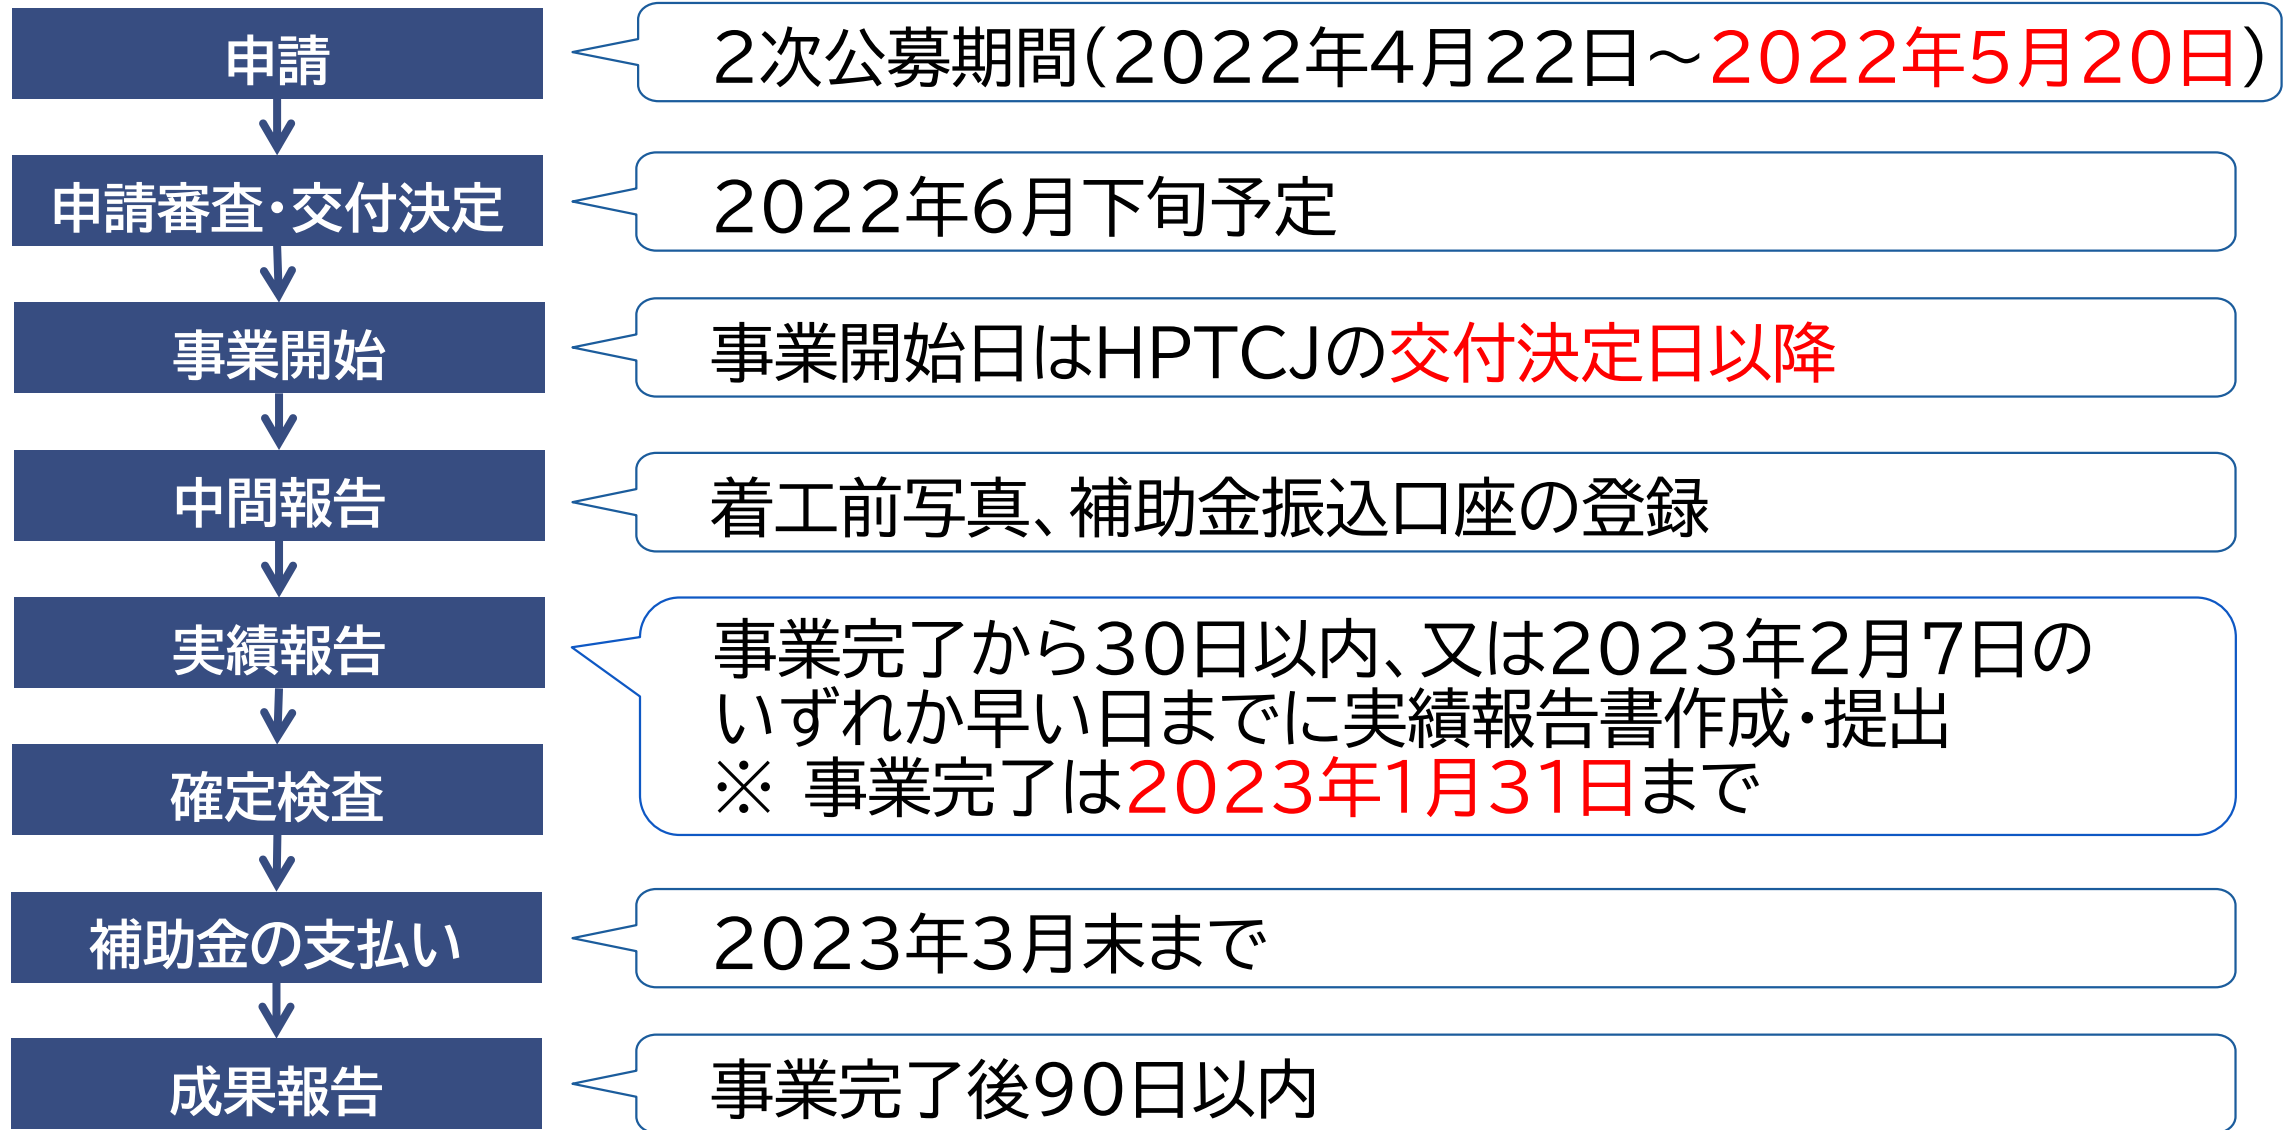 申請
２次公募期間（２０２２年４月２２日～２０２２年５月２０日）
申請審査・交付決定
２０２２年６月下旬予定
事業開始
事業開始日はＨＰＴＣＪの交付決定日以降
中間報告
着工前写真、補助金振込口座の登録
実績報告
事業完了から３０日以内、又は２０２３年２月７日の
いずれか早い日までに実績報告書作成・提出
※ 事業完了は２０２３年１月３１日まで
確定検査
補助金の支払い
２０２３年３月末まで
成果報告
事業完了後９０日以内